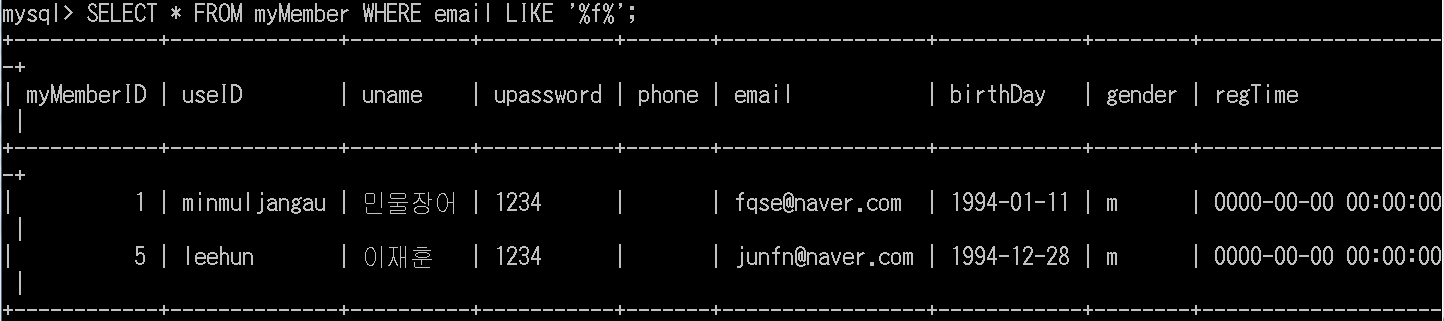 mysql> SELECT * FROM myMember WHERE email LIKE '%f%';
+------------+--------------+----------+-----------+-------+-----------------+------------+--------+--------------------
-+
| myMemberID | useID        | uname    | upassword | phone | email           | birthDay   | gender | regTime
 |
+------------+--------------+----------+-----------+-------+-----------------+------------+--------+--------------------
-+
|          1 | minmuljangau | 민물장어 | 1234      |       | fqse@naver.com  | 1994-01-11 | m      | 0000-00-00 00:00:00
 |
|          5 | leehun       | 이재훈   | 1234      |       | junfn@naver.com | 1994-12-28 | m      | 0000-00-00 00:00:00
 |
+------------+--------------+----------+-----------+-------+-----------------+------------+--------+--------------------